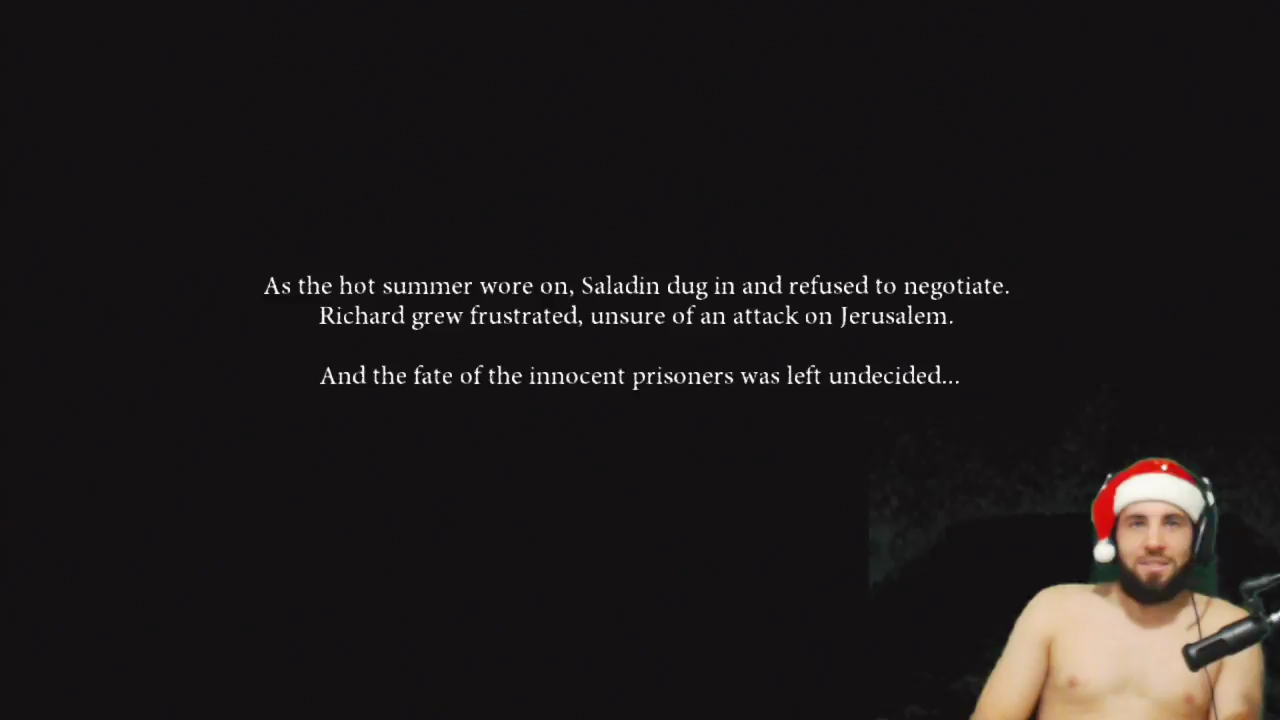 As the hot summer wore on, Saladin dug in and refused to negotiate.
Richard grew frustrated, unsure of an attack on Jerusalem.
And the fate of the innocent prisoners was left undecided...